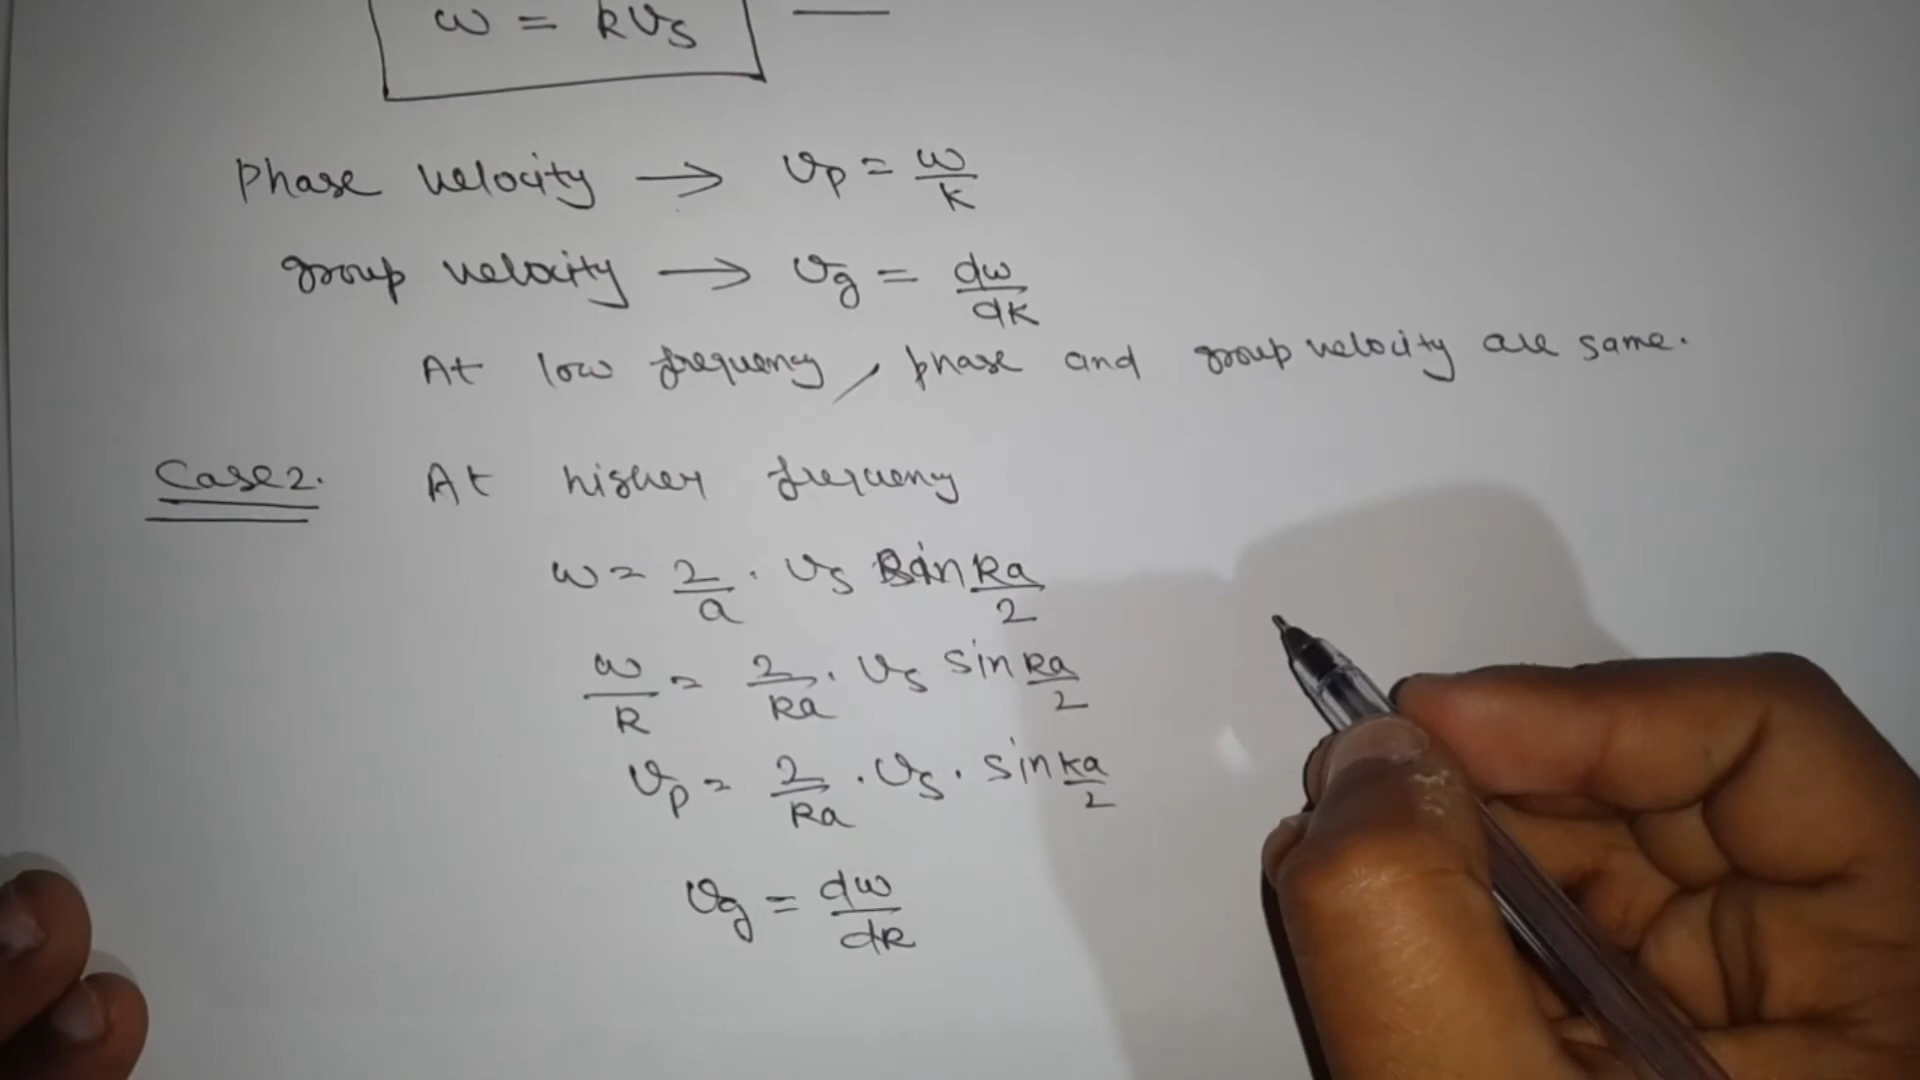 ω = kvs —
Phase velocity → vp = ω/k
group velocity → vg = dω/dk
At low frequency, phase and group velocity are same.
Case 2. At higher frequency
ω = 2/a . vs sin ka/2
ω/k = 2/ka . vs sin ka/2
vp = 2/ka . vs . sin ka/2
vg = dω/dk